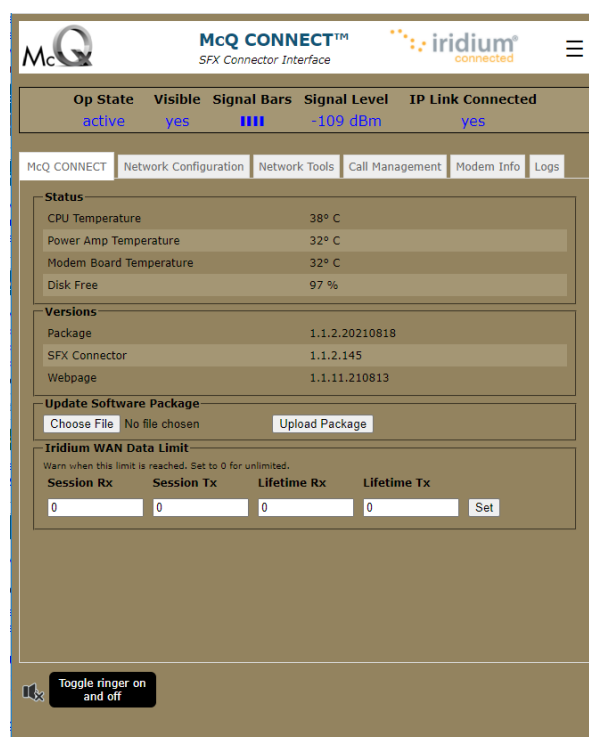 McQ
McQ CONNECT™
SFX Connector Interface
iridium®
connected
Op State Visible Signal Bars Signal Level IP Link Connected
active yes -109 dBm yes
McQ CONNECT Network Configuration Network Tools Call Management Modem Info Logs
Status
CPU Temperature 38º C
Power Amp Temperature 32º C
Modem Board Temperature 32º C
Disk Free 97 %
Versions
Package 1.1.2.20210818
SFX Connector 1.1.2.145
Webpage 1.1.11.210813
Update Software Package
Choose File No file chosen Upload Package
Iridium WAN Data Limit
Warn when this limit is reached. Set to 0 for unlimited.
Session Rx Session Tx Lifetime Rx Lifetime Tx
0 0 0 0 Set
Toggle ringer on
and off